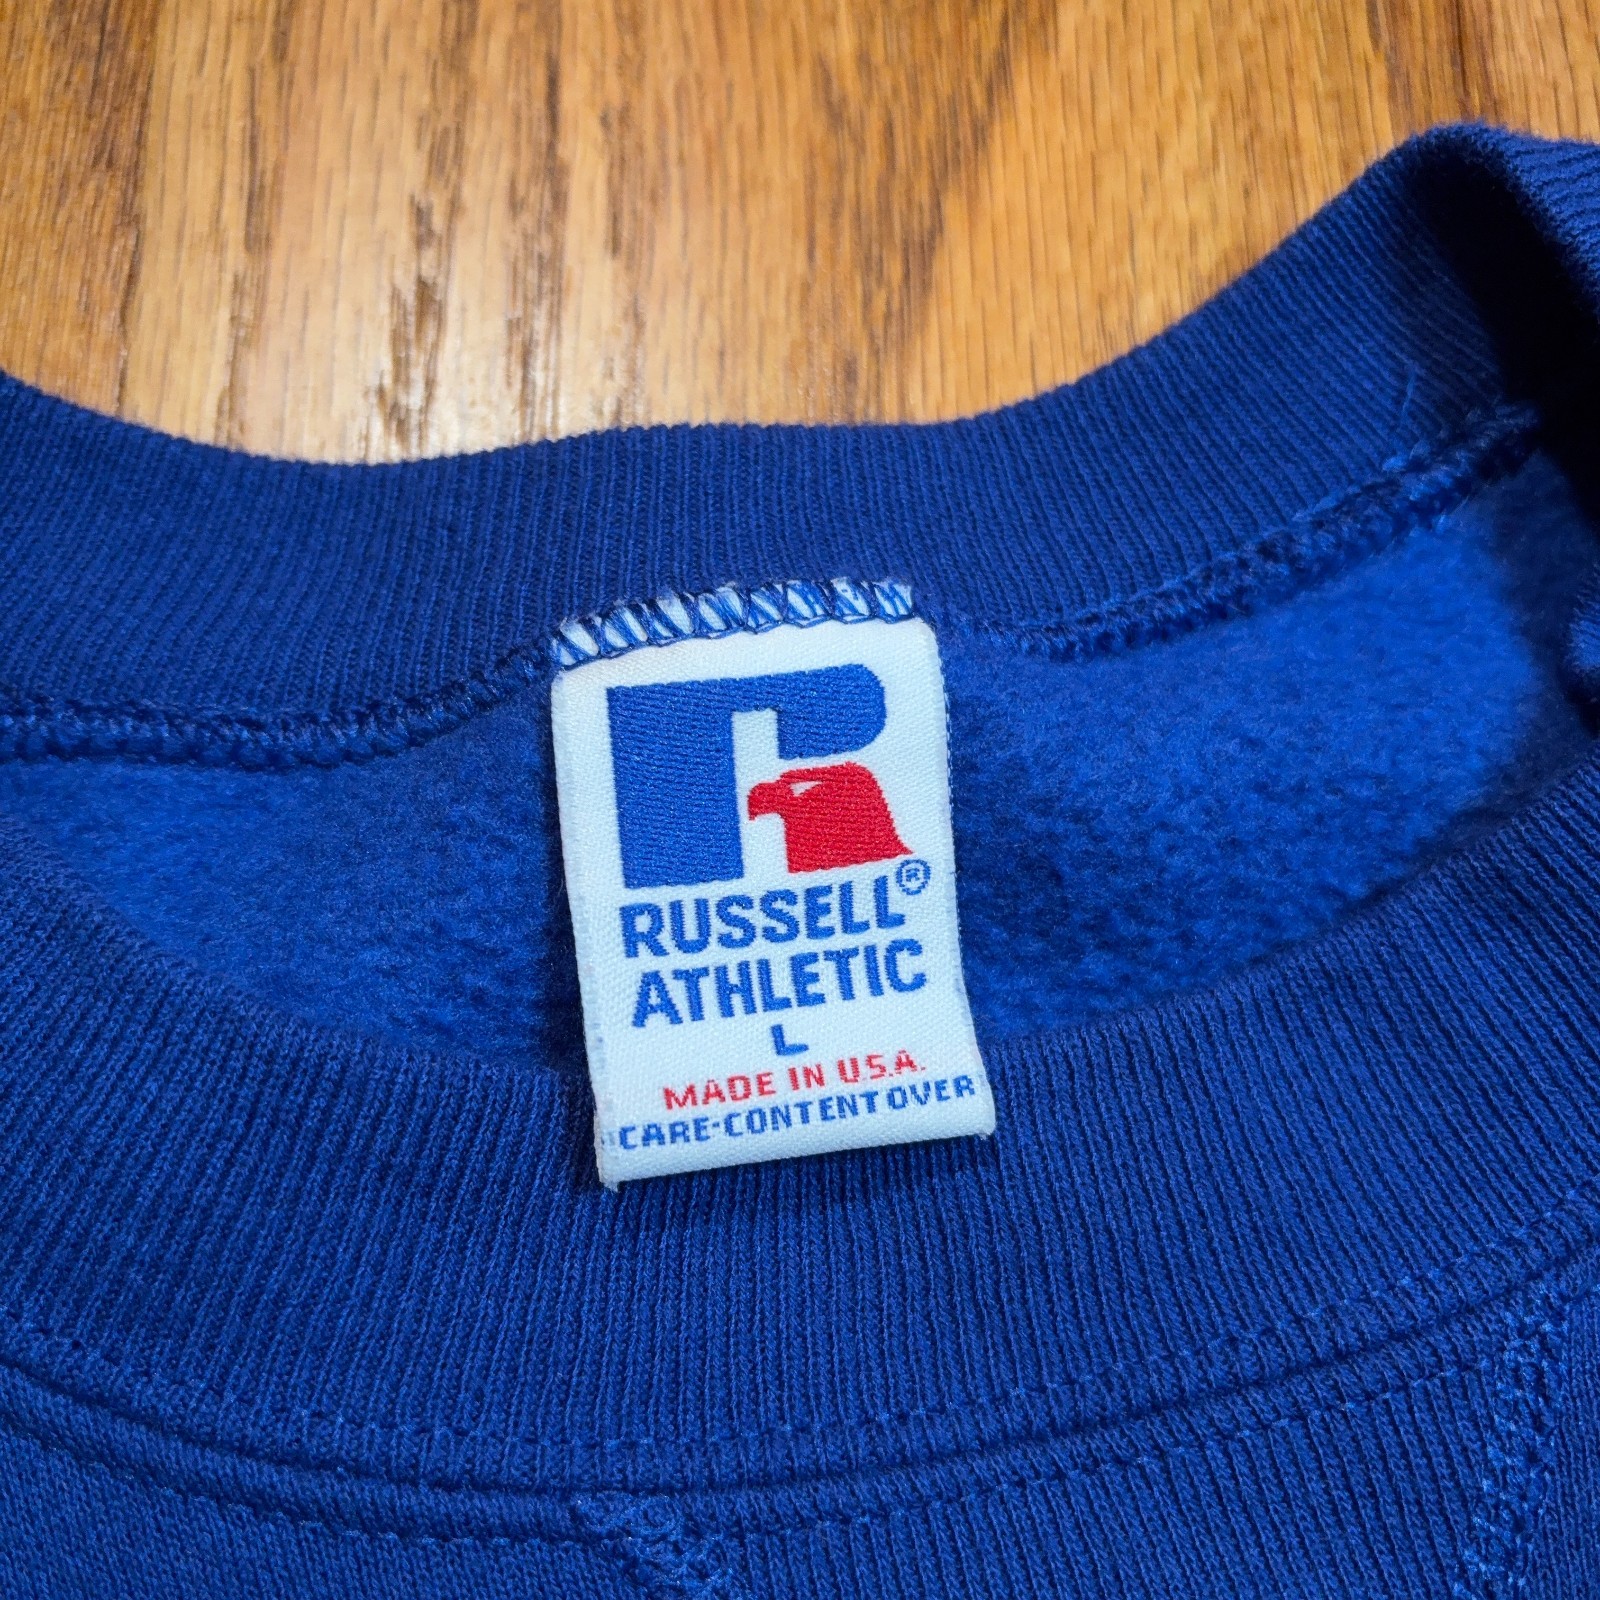 R
RUSSELL®
ATHLETIC
L
MADE IN U.S.A.
CARE-CONTENT OVER